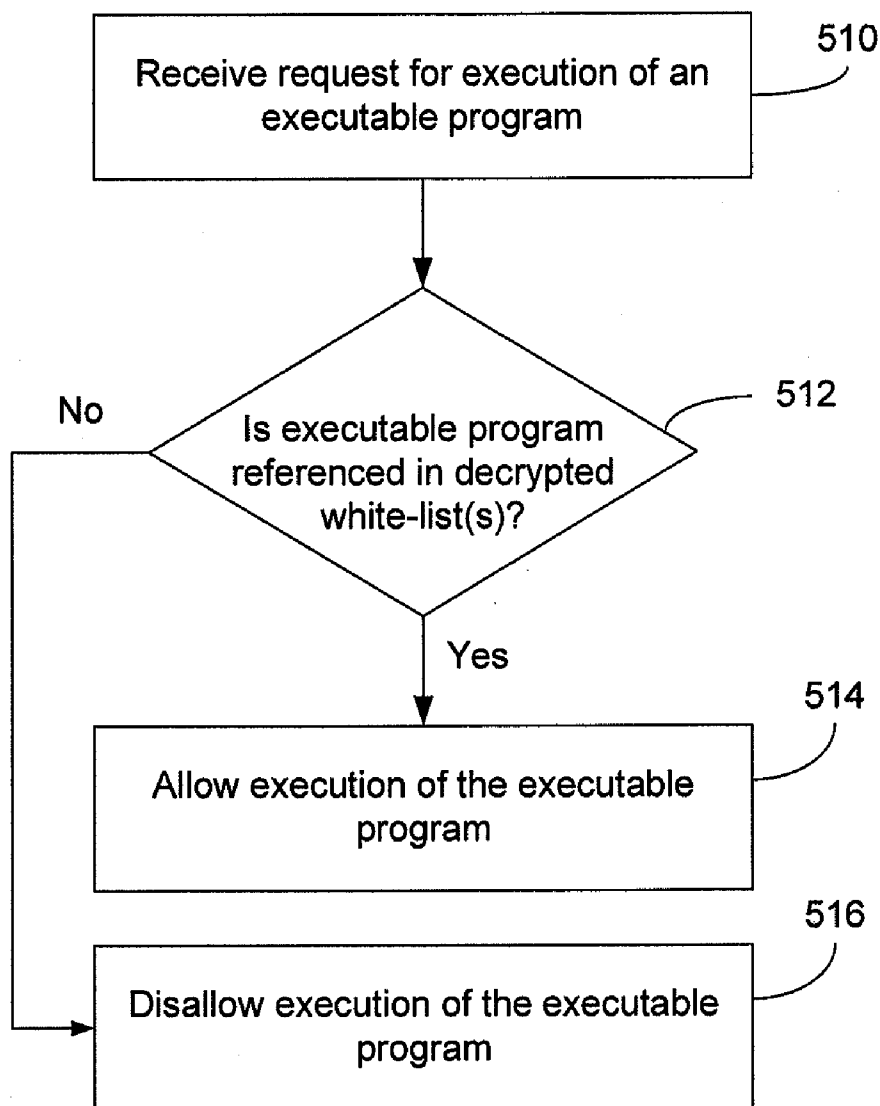 510
Receive request for execution of an
executable program
512
No
Is executable program
referenced in decrypted
white-list(s)?
Yes
514
Allow execution of the executable
program
516
Disallow execution of the executable
program